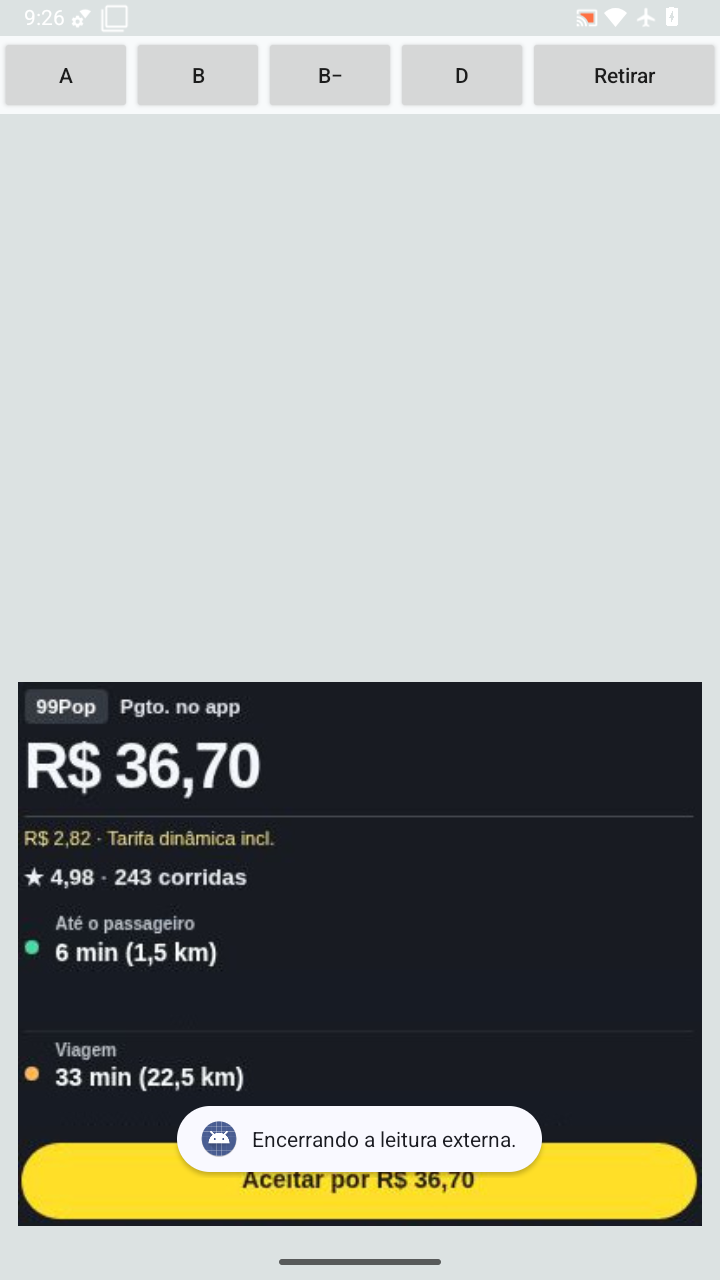 9:26
A B B− D Retirar
99Pop Pgto. no app
R$ 36,70
R$ 2,82 · Tarifa dinâmica incl.
★ 4,98 · 243 corridas
Até o passageiro
6 min (1,5 km)
Viagem
33 min (22,5 km)
Encerrando a leitura externa.
Aceitar por R$ 36,70